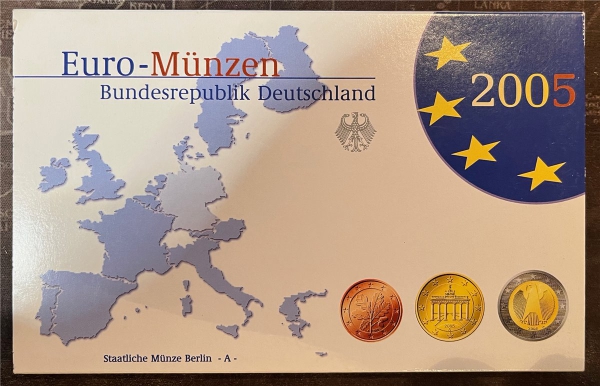 Euro-Münzen
Bundesrepublik Deutschland
2005
Staatliche Münze Berlin - A -